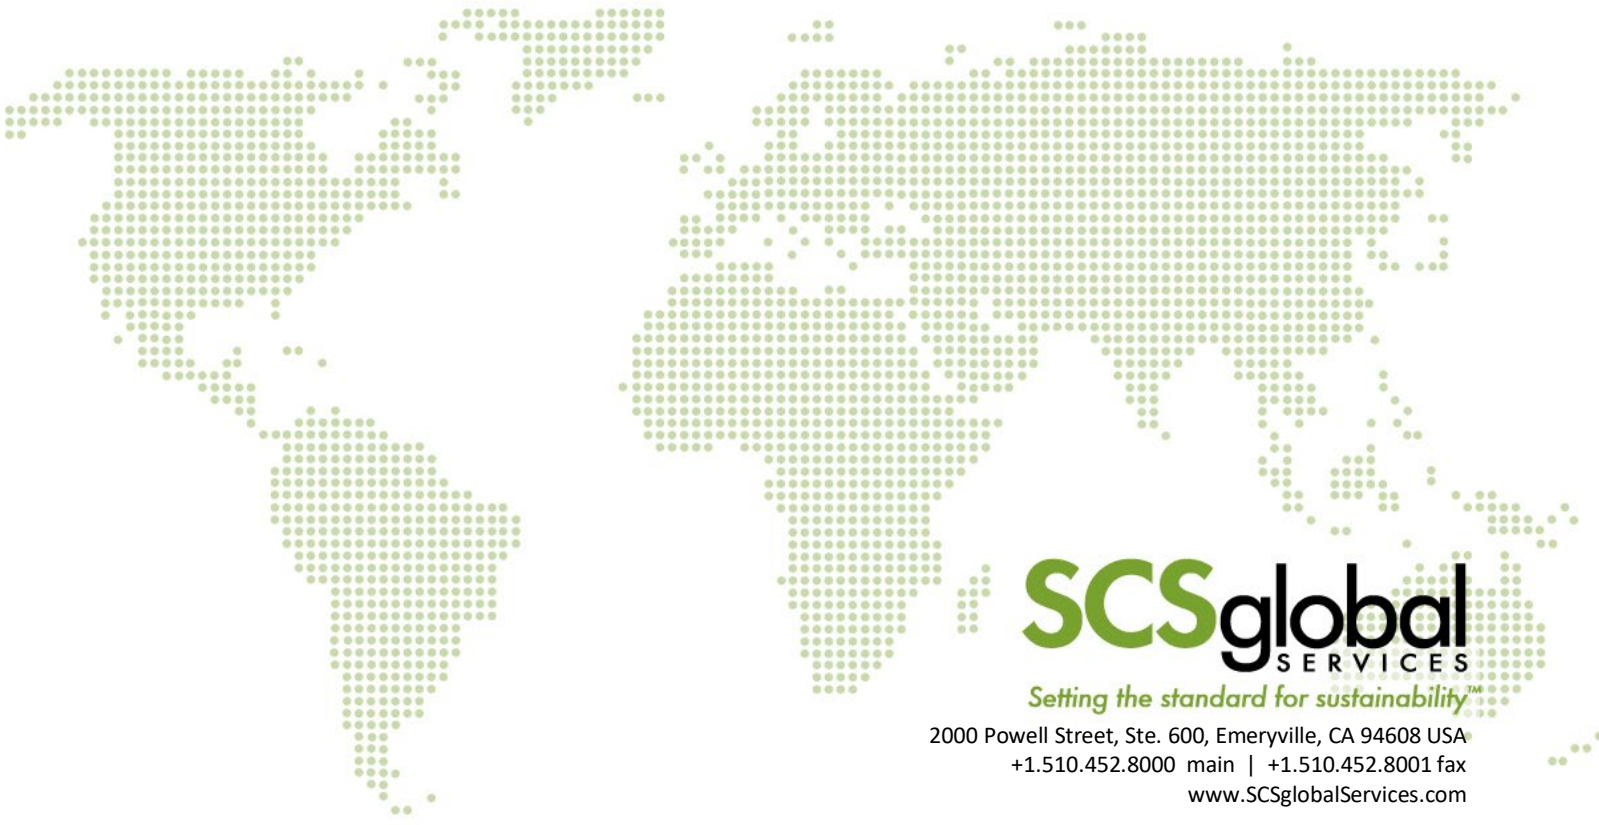 SCSglobal
SERVICES
Setting the standard for sustainability™
2000 Powell Street, Ste. 600, Emeryville, CA 94608 USA
+1.510.452.8000 main | +1.510.452.8001 fax
www.SCSglobalServices.com